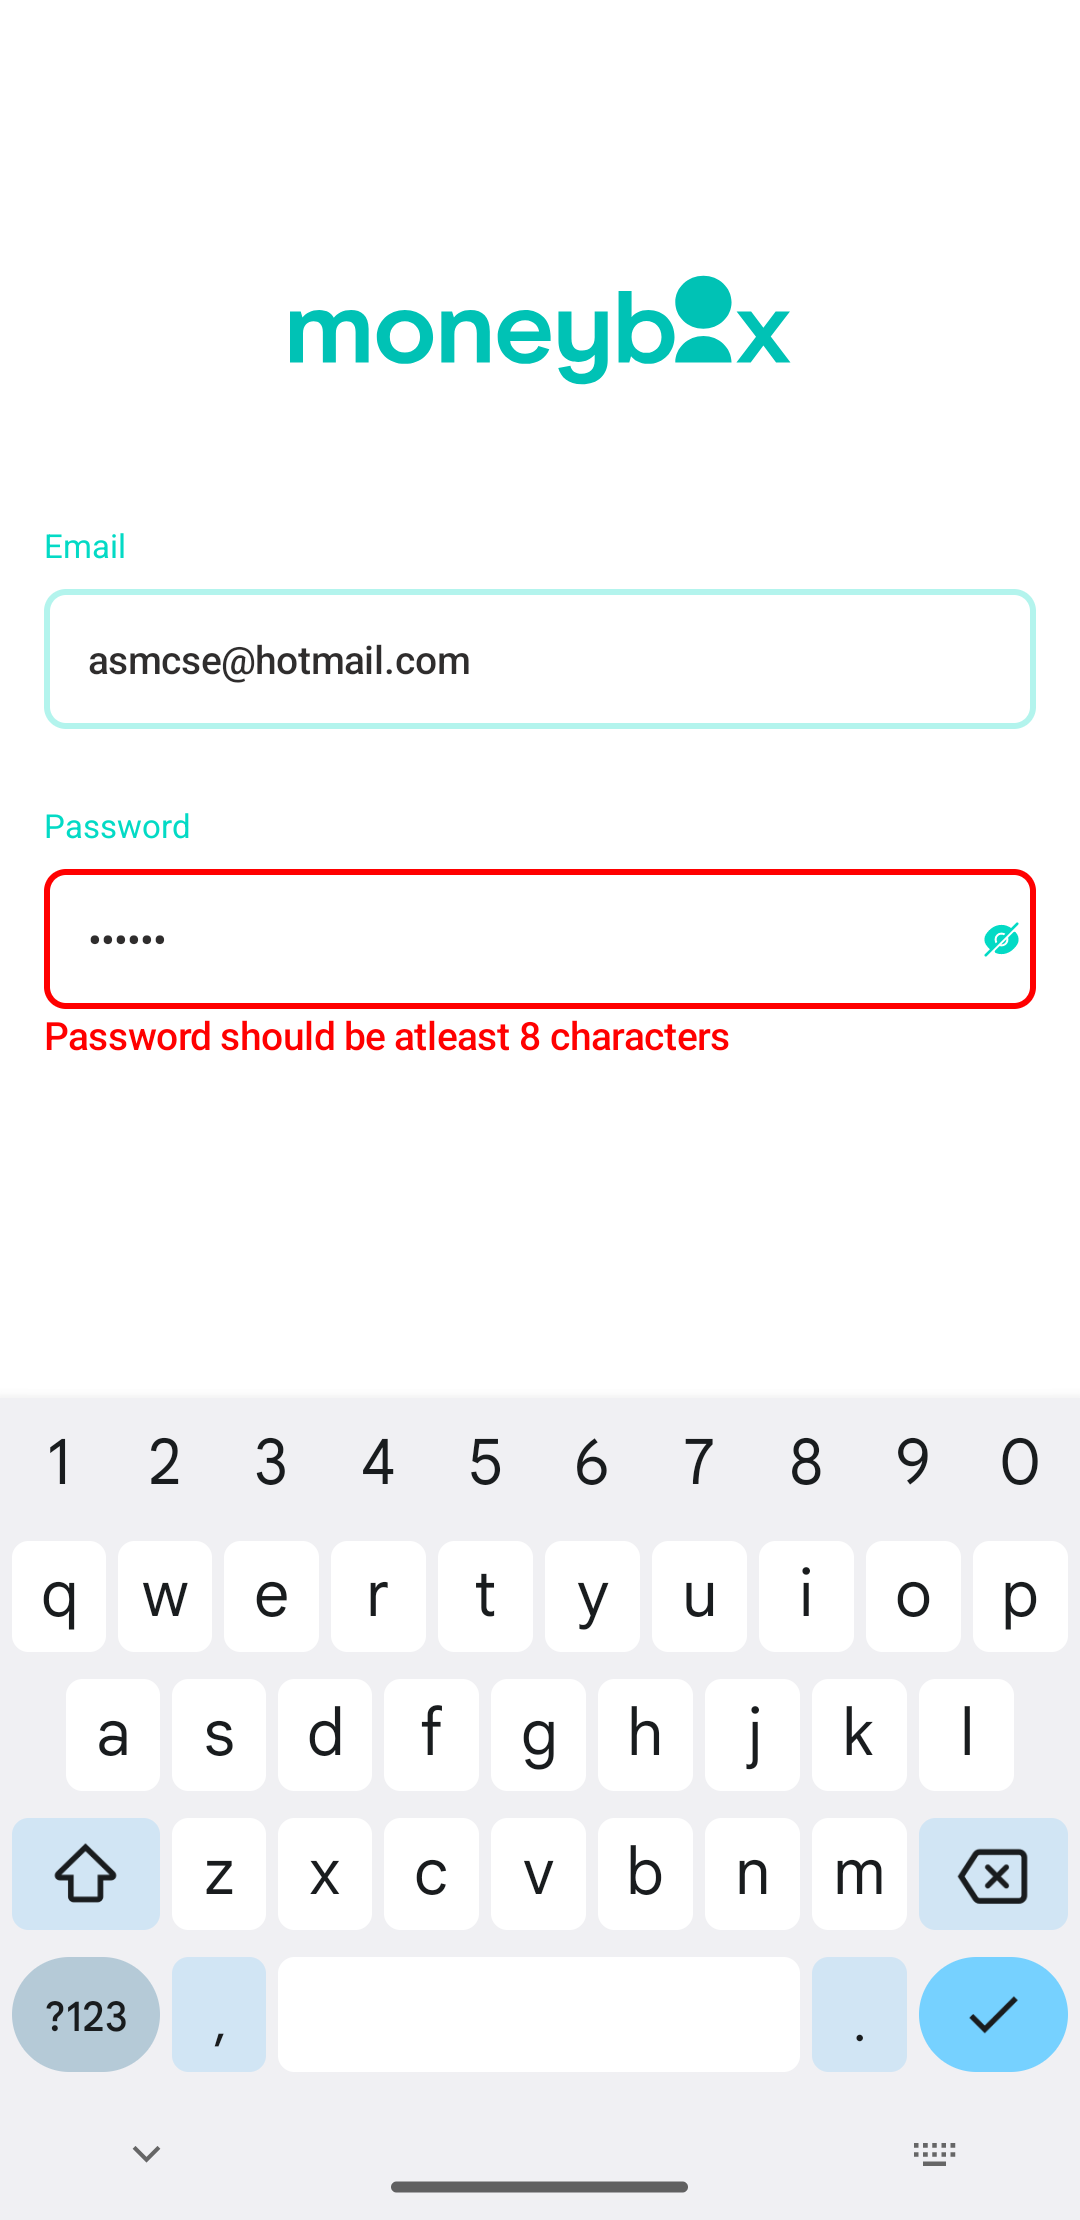 moneybox
Email
asmcse@hotmail.com
Password
••••••
Password should be atleast 8 characters
1 2 3 4 5 6 7 8 9 0
q w e r t y u i o p
a s d f g h j k l
z x c v b n m
?123 , .